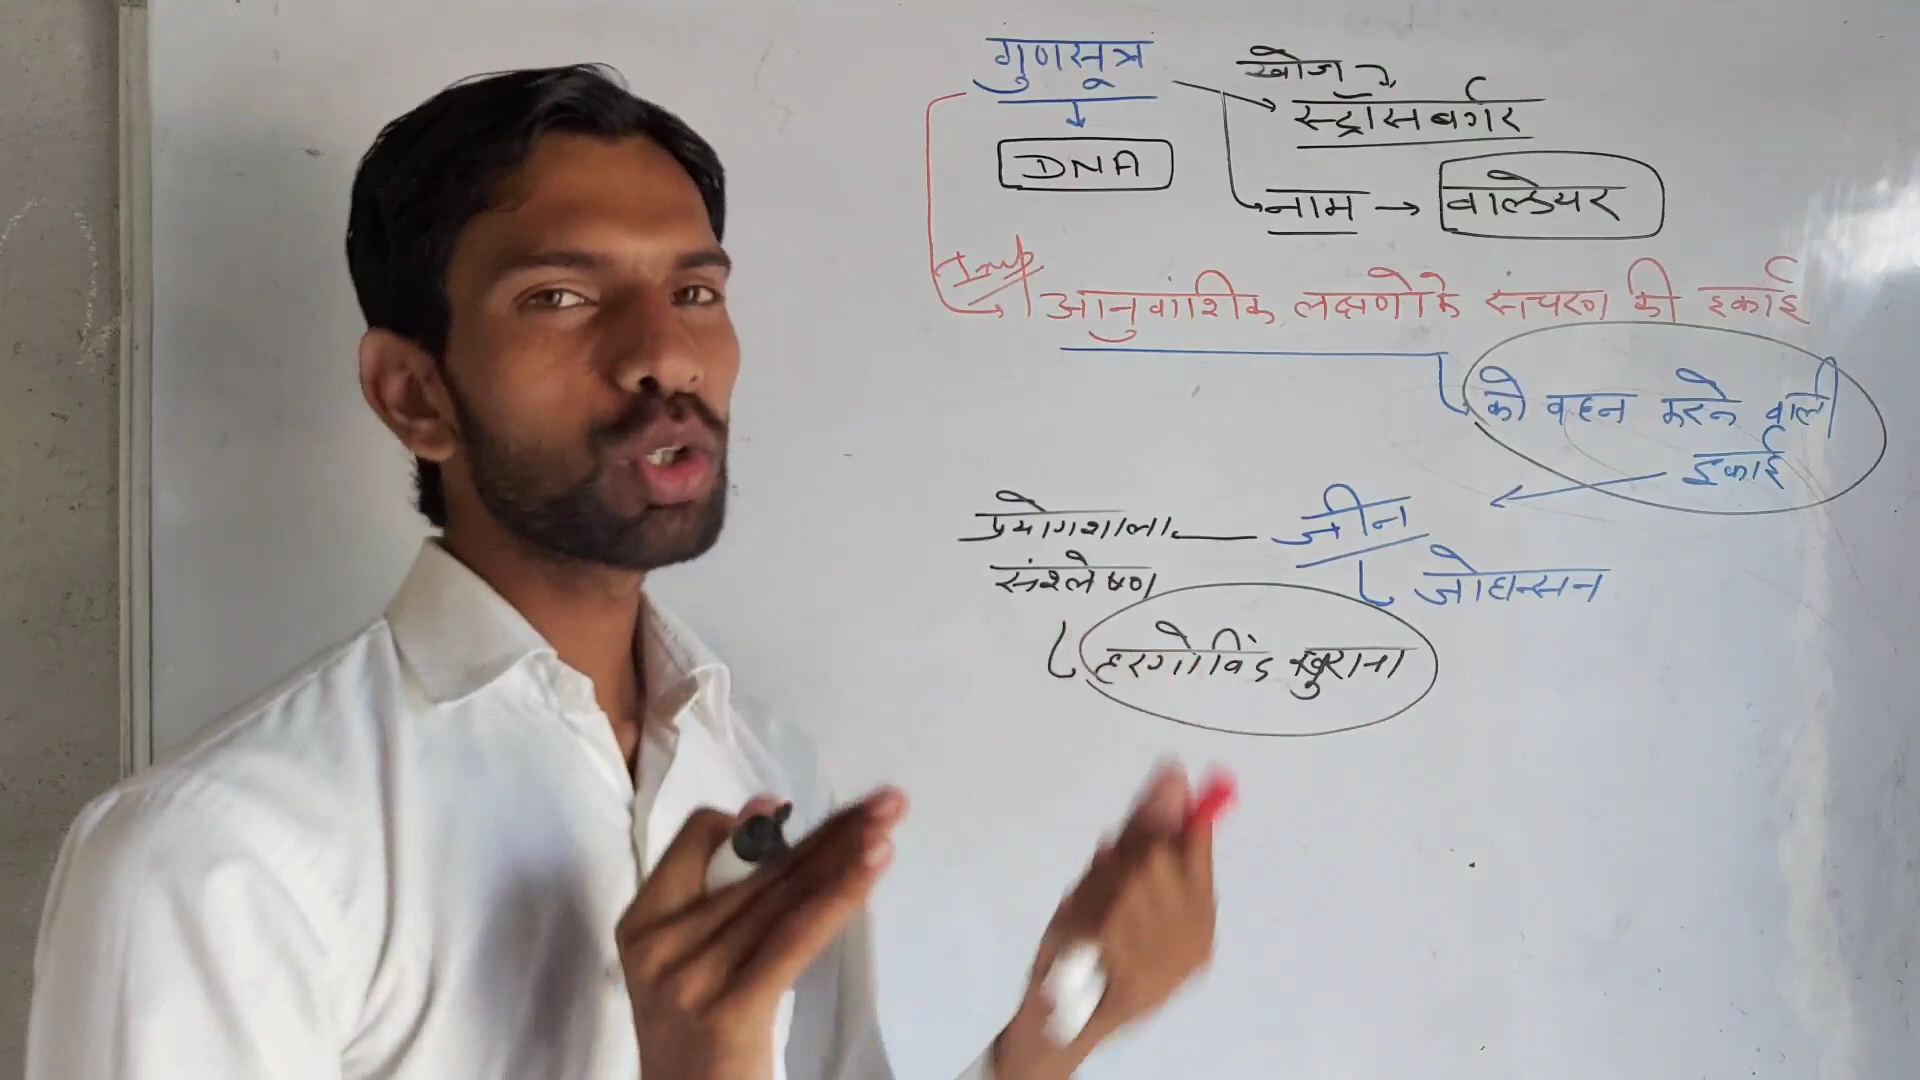 गुणसूत्र
खोज
स्ट्रॉसबर्गर
DNA
नाम → वाल्डेयर
Imp
आनुवांशिक लक्षणो के संचरण की इकाई
को वहन करने वाली
इकाई
प्रयोगशाला — जीन
संश्लेषण
जोहान्सन
हरगोविंद खुराना